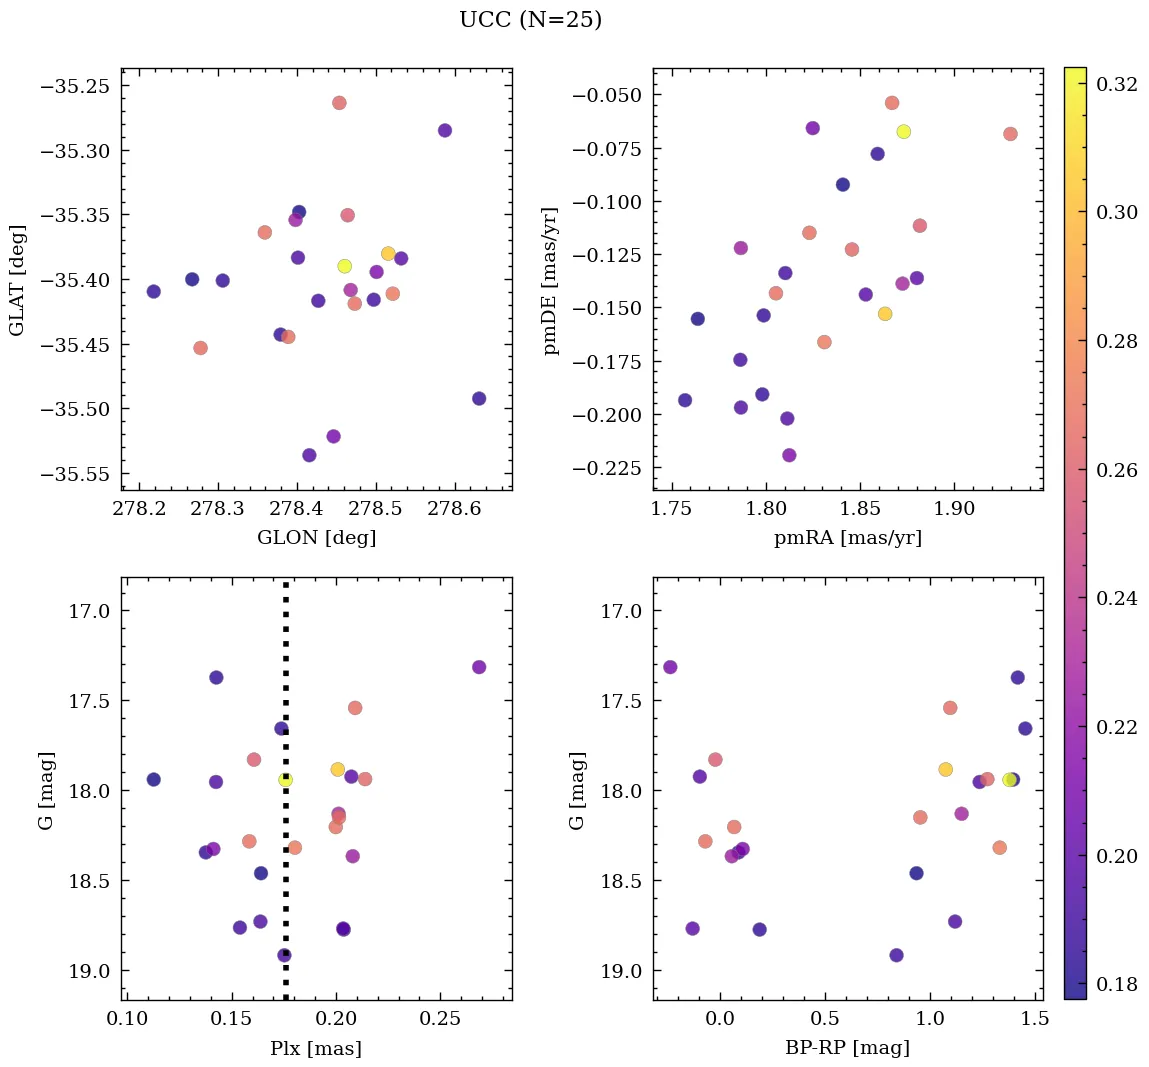 UCC (N=25)
−35.25
−35.30
−35.35
−35.40
−35.45
−35.50
−35.55
GLAT [deg]
278.2 278.3 278.4 278.5 278.6
GLON [deg]
−0.050
−0.075
−0.100
−0.125
−0.150
−0.175
−0.200
−0.225
pmDE [mas/yr]
1.75 1.80 1.85 1.90
pmRA [mas/yr]
17.0
17.5
18.0
18.5
19.0
G [mag]
0.10 0.15 0.20 0.25
Plx [mas]
17.0
17.5
18.0
18.5
19.0
G [mag]
0.0 0.5 1.0 1.5
BP-RP [mag]
0.32
0.30
0.28
0.26
0.24
0.22
0.20
0.18